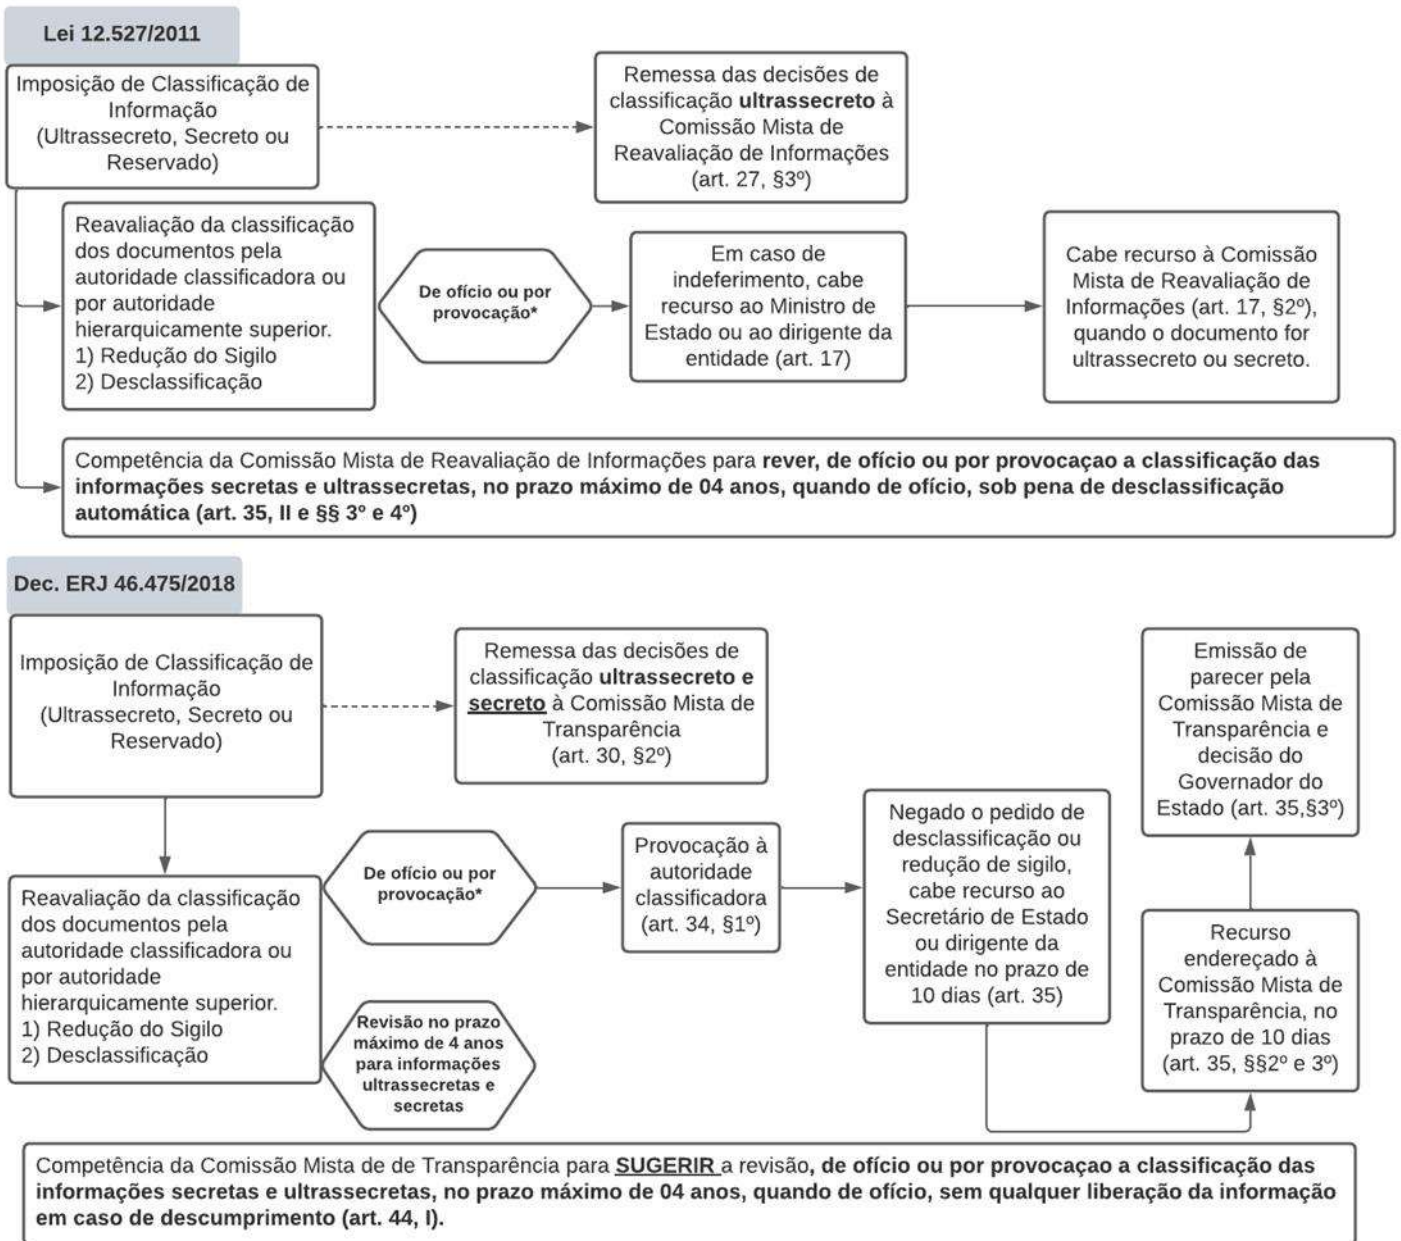 Lei 12.527/2011
Imposição de Classificação de
Informação
(Ultrassecreto, Secreto ou
Reservado)
Remessa das decisões de
classificação ultrassecreto à
Comissão Mista de
Reavaliação de Informações
(art. 27, §3º)
Reavaliação da classificação
dos documentos pela
autoridade classificadora ou
por autoridade
hierarquicamente superior.
1) Redução do Sigilo
2) Desclassificação
De ofício ou por
provocação*
Em caso de
indeferimento, cabe
recurso ao Ministro de
Estado ou ao dirigente da
entidade (art. 17)
Cabe recurso à Comissão
Mista de Reavaliação de
Informações (art. 17, §2º),
quando o documento for
ultrassecreto ou secreto.
Competência da Comissão Mista de Reavaliação de Informações para rever, de ofício ou por provocaçao a classificação das
informações secretas e ultrassecretas, no prazo máximo de 04 anos, quando de ofício, sob pena de desclassificação
automática (art. 35, II e §§ 3º e 4º)
Dec. ERJ 46.475/2018
Imposição de Classificação de
Informação
(Ultrassecreto, Secreto ou
Reservado)
Remessa das decisões de
classificação ultrassecreto e
secreto à Comissão Mista de
Transparência
(art. 30, §2º)
Reavaliação da classificação
dos documentos pela
autoridade classificadora ou
por autoridade
hierarquicamente superior.
1) Redução do Sigilo
2) Desclassificação
De ofício ou por
provocação*
Revisão no prazo
máximo de 4 anos
para informações
ultrassecretas e
secretas
Provocação à
autoridade
classificadora
(art. 34, §1º)
Negado o pedido de
desclassificação ou
redução de sigilo,
cabe recurso ao
Secretário de Estado
ou dirigente da
entidade no prazo de
10 dias (art. 35)
Recurso
endereçado à
Comissão Mista de
Transparência, no
prazo de 10 dias
(art. 35, §§2º e 3º)
Emissão de
parecer pela
Comissão Mista de
Transparência e
decisão do
Governador do
Estado (art. 35,§3º)
Competência da Comissão Mista de de Transparência para SUGERIR a revisão, de ofício ou por provocaçao a classificação das
informações secretas e ultrassecretas, no prazo máximo de 04 anos, quando de ofício, sem qualquer liberação da informação
em caso de descumprimento (art. 44, I).